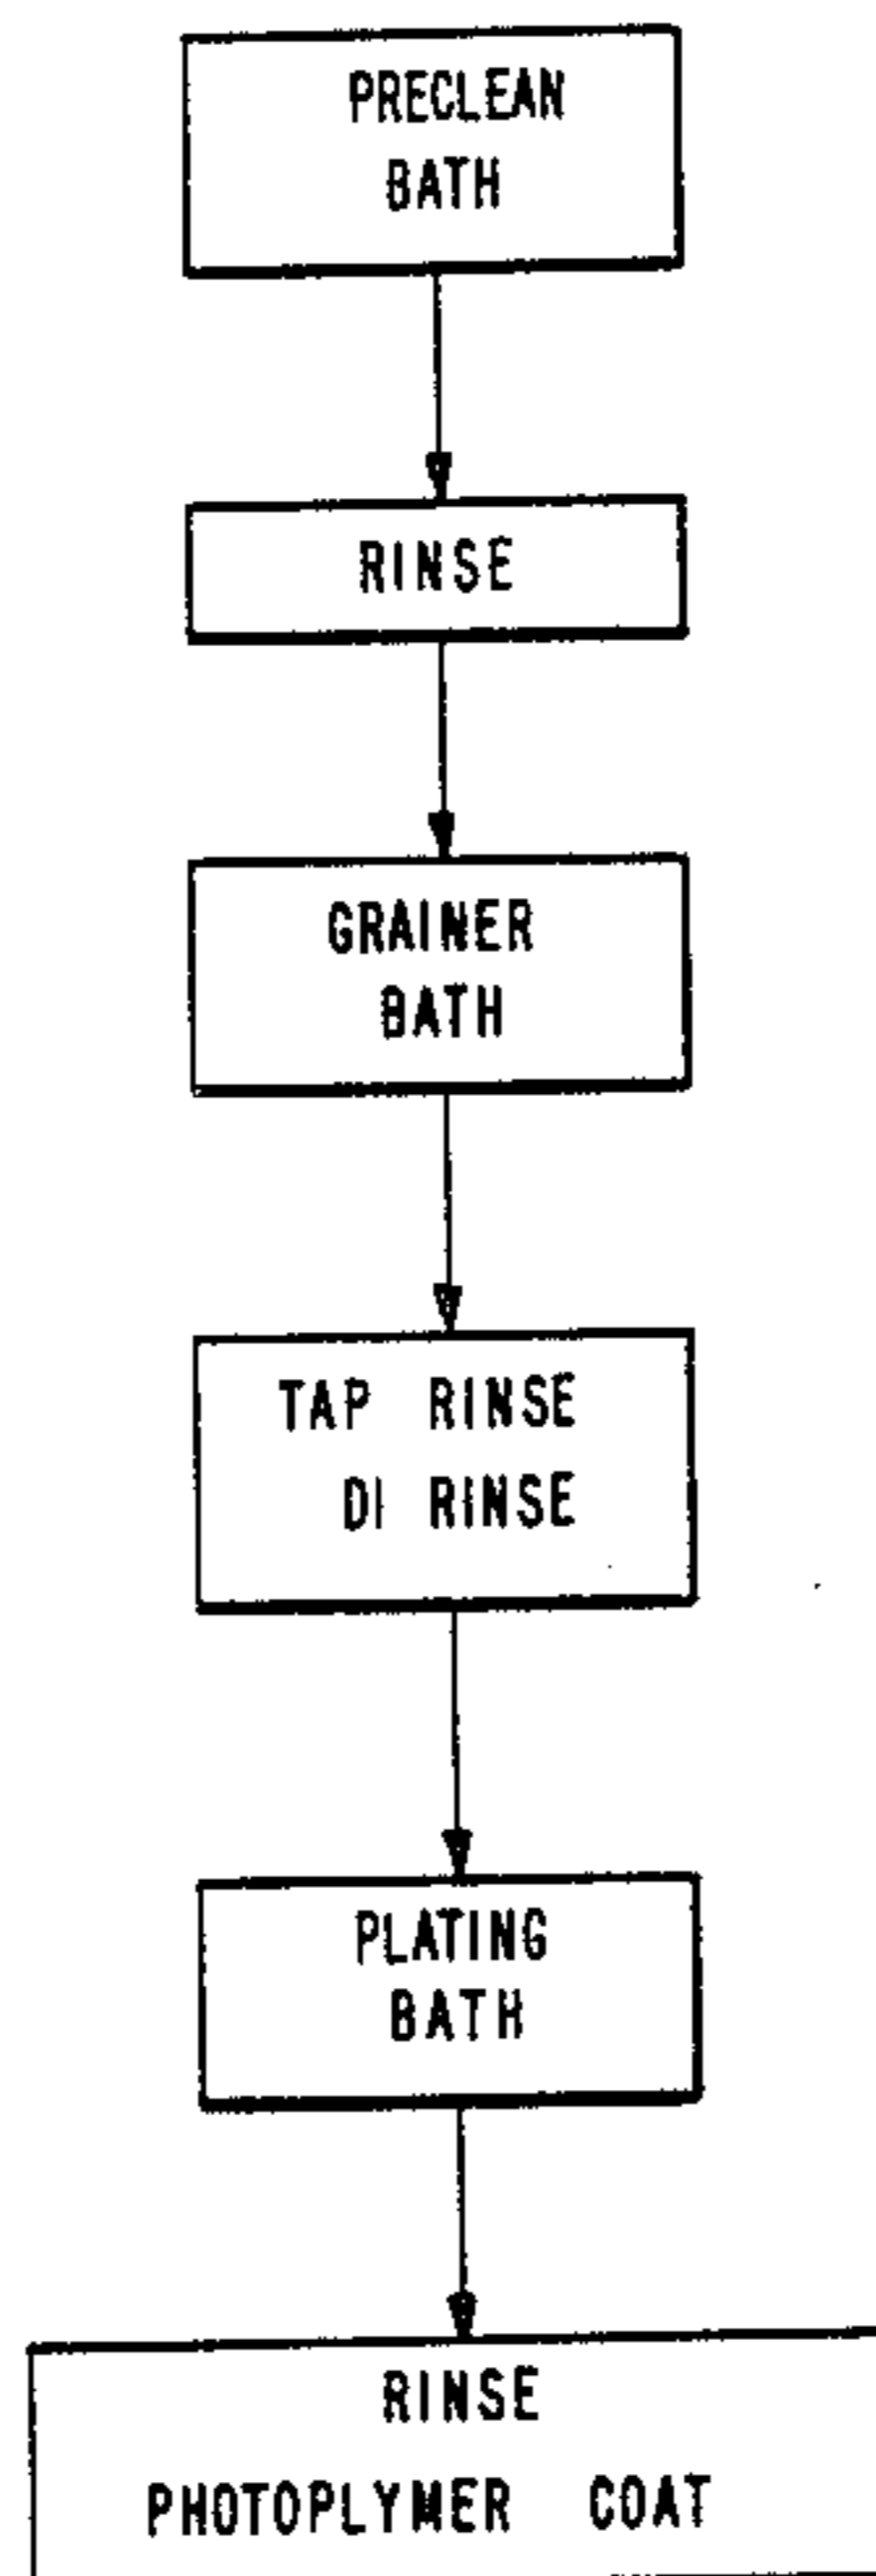 PRECLEAN
BATH
RINSE
GRAINER
BATH
TAP RINSE
DI RINSE
PLATING
BATH
RINSE
PHOTOPLYMER COAT